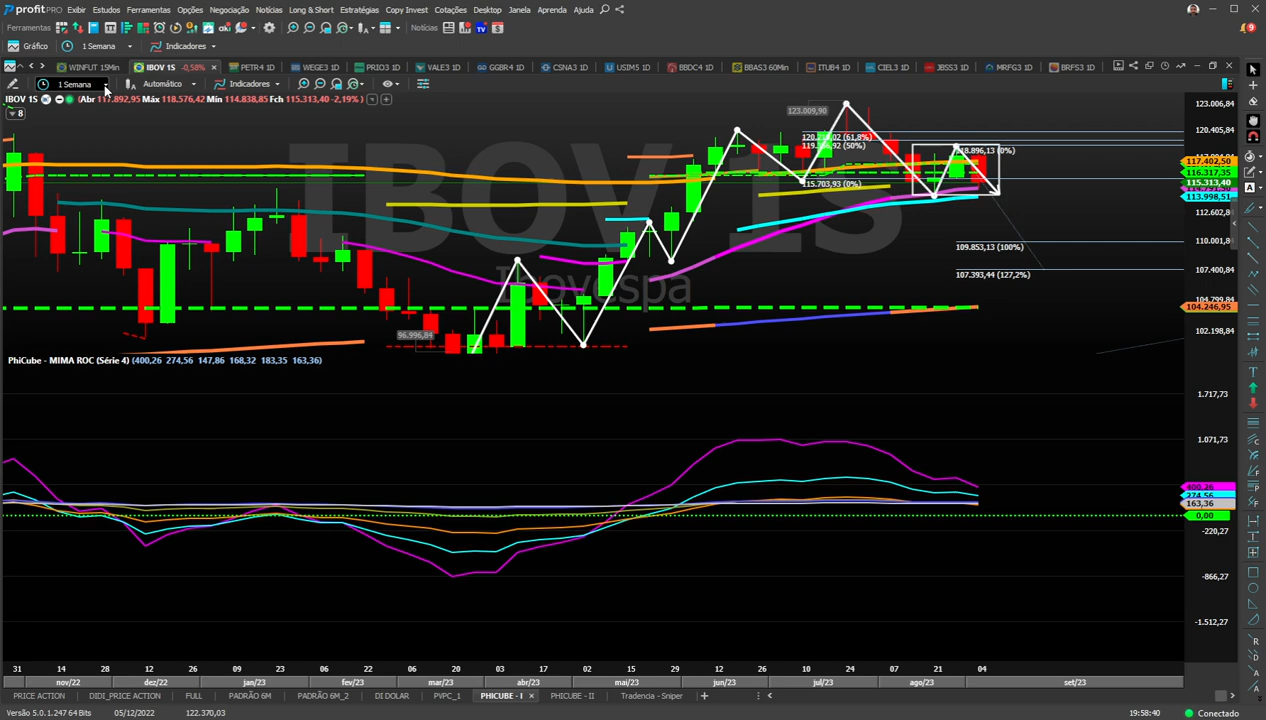 profitPRO Exibir Estudos Ferramentas Opções Negociação Notícias Long & Short Estratégias Copy Invest Cotações Desktop Janela Aprenda Ajuda
Ferramentas Notícias 9
Gráfico 1 Semana Indicadores
WINFUT 15Min IBOV 1S -0,58% PETR4 1D WEGE3 1D PRIO3 1D VALE3 1D GGBR4 1D CSNA3 1D USIM5 1D BBDC4 1D BBAS3 60Min ITUB4 1D CIEL3 1D JBSS3 1D MRFG3 1D BRFS3 1D
1 Semana Automático Indicadores
IBOV 1S (Abr 117.892,95 Máx 118.576,42 Mín 114.838,85 Fch 115.313,40 -2,19%)
8
IBOV 1S
Ibovespa
123.009,90
(61,8%)
(50%)
115.703,93 (0%)
118.896,13 (0%)
109.853,13 (100%)
107.393,44 (127,2%)
96.996,84
123.006,84
120.405,84
117.402,50
116.317,35
115.313,40
113.998,51
112.602,84
110.001,84
107.400,84
104.799,84
104.246,95
102.198,84
PhiCube - MIMA ROC (Série 4) (400,26 274,56 147,86 168,32 183,35 163,36)
1.717,73
1.071,73
400,26
274,56
163,36
0,00
-220,27
-866,27
-1.512,27
31 14 28 12 26 09 23 06 22 06 20 03 17 02 15 29 12 26 10 24 07 21 04
nov/22 dez/22 jan/23 fev/23 mar/23 abr/23 mai/23 jun/23 jul/23 ago/23 set/23
PRICE ACTION DIDI_PRICE ACTION FULL PADRÃO 6M PADRÃO 6M_2 DI DOLAR PVPC_1 PHICUBE - I PHICUBE - II Tradencia - Sniper
Versão 5.0.1.247 64 Bits 05/12/2022 122.370,03 19:58:40 Conectado